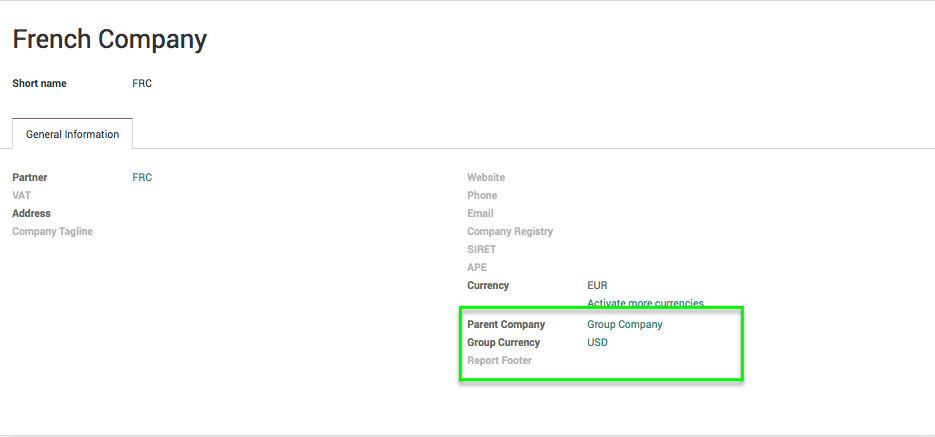 French Company
Short name FRC
General Information
Partner FRC
VAT
Address
Company Tagline
Website
Phone
Email
Company Registry
SIRET
APE
Currency EUR
Activate more currencies
Parent Company Group Company
Group Currency USD
Report Footer